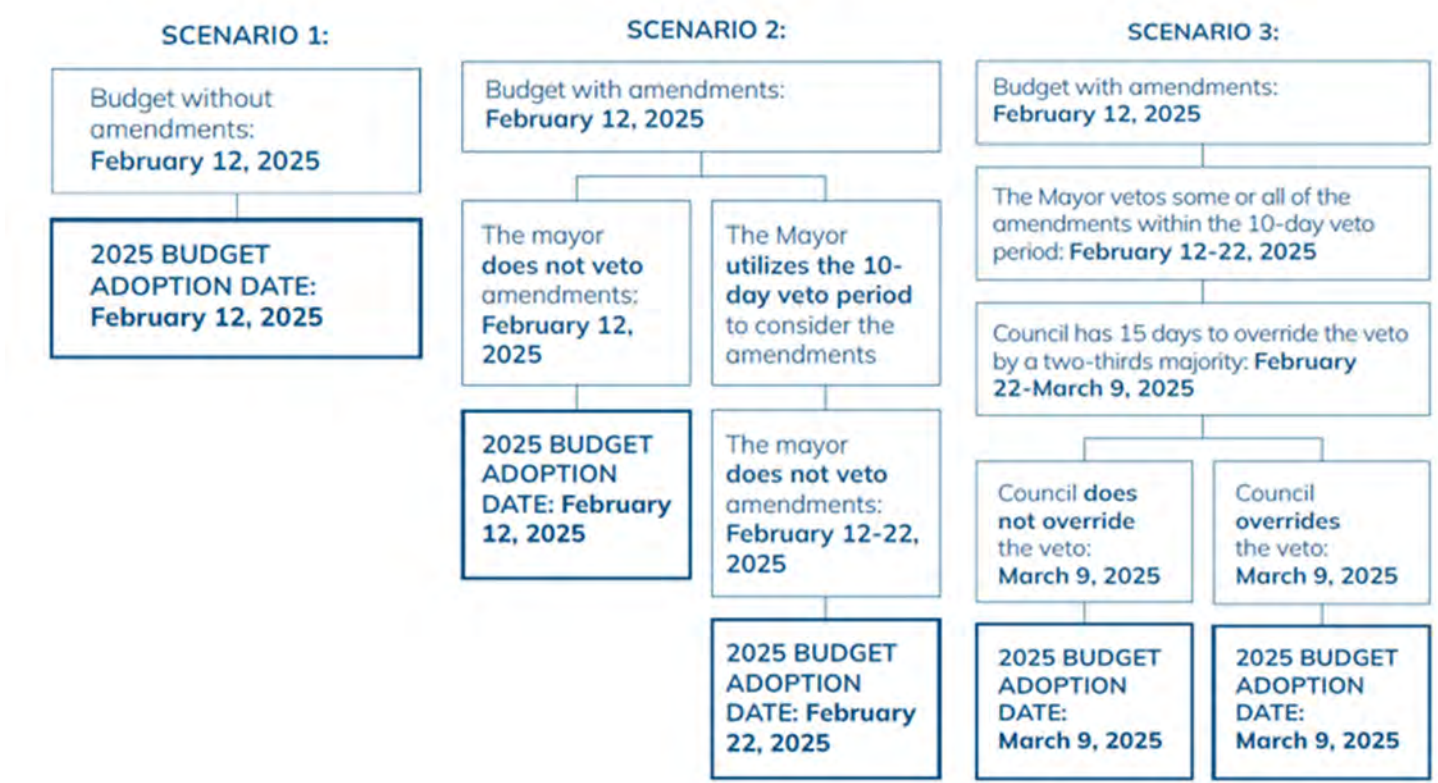 SCENARIO 1:
Budget without
amendments:
February 12, 2025
2025 BUDGET
ADOPTION DATE:
February 12, 2025
SCENARIO 2:
Budget with amendments:
February 12, 2025
The mayor
does not veto
amendments:
February 12,
2025
2025 BUDGET
ADOPTION
DATE: February
12, 2025
The Mayor
utilizes the 10-
day veto period
to consider the
amendments
The mayor
does not veto
amendments:
February 12-22,
2025
2025 BUDGET
ADOPTION
DATE: February
22, 2025
SCENARIO 3:
Budget with amendments:
February 12, 2025
The Mayor vetos some or all of the
amendments within the 10-day veto
period: February 12-22, 2025
Council has 15 days to override the veto
by a two-thirds majority: February
22-March 9, 2025
Council does
not override
the veto:
March 9, 2025
2025 BUDGET
ADOPTION
DATE:
March 9, 2025
Council
overrides
the veto:
March 9, 2025
2025 BUDGET
ADOPTION
DATE:
March 9, 2025